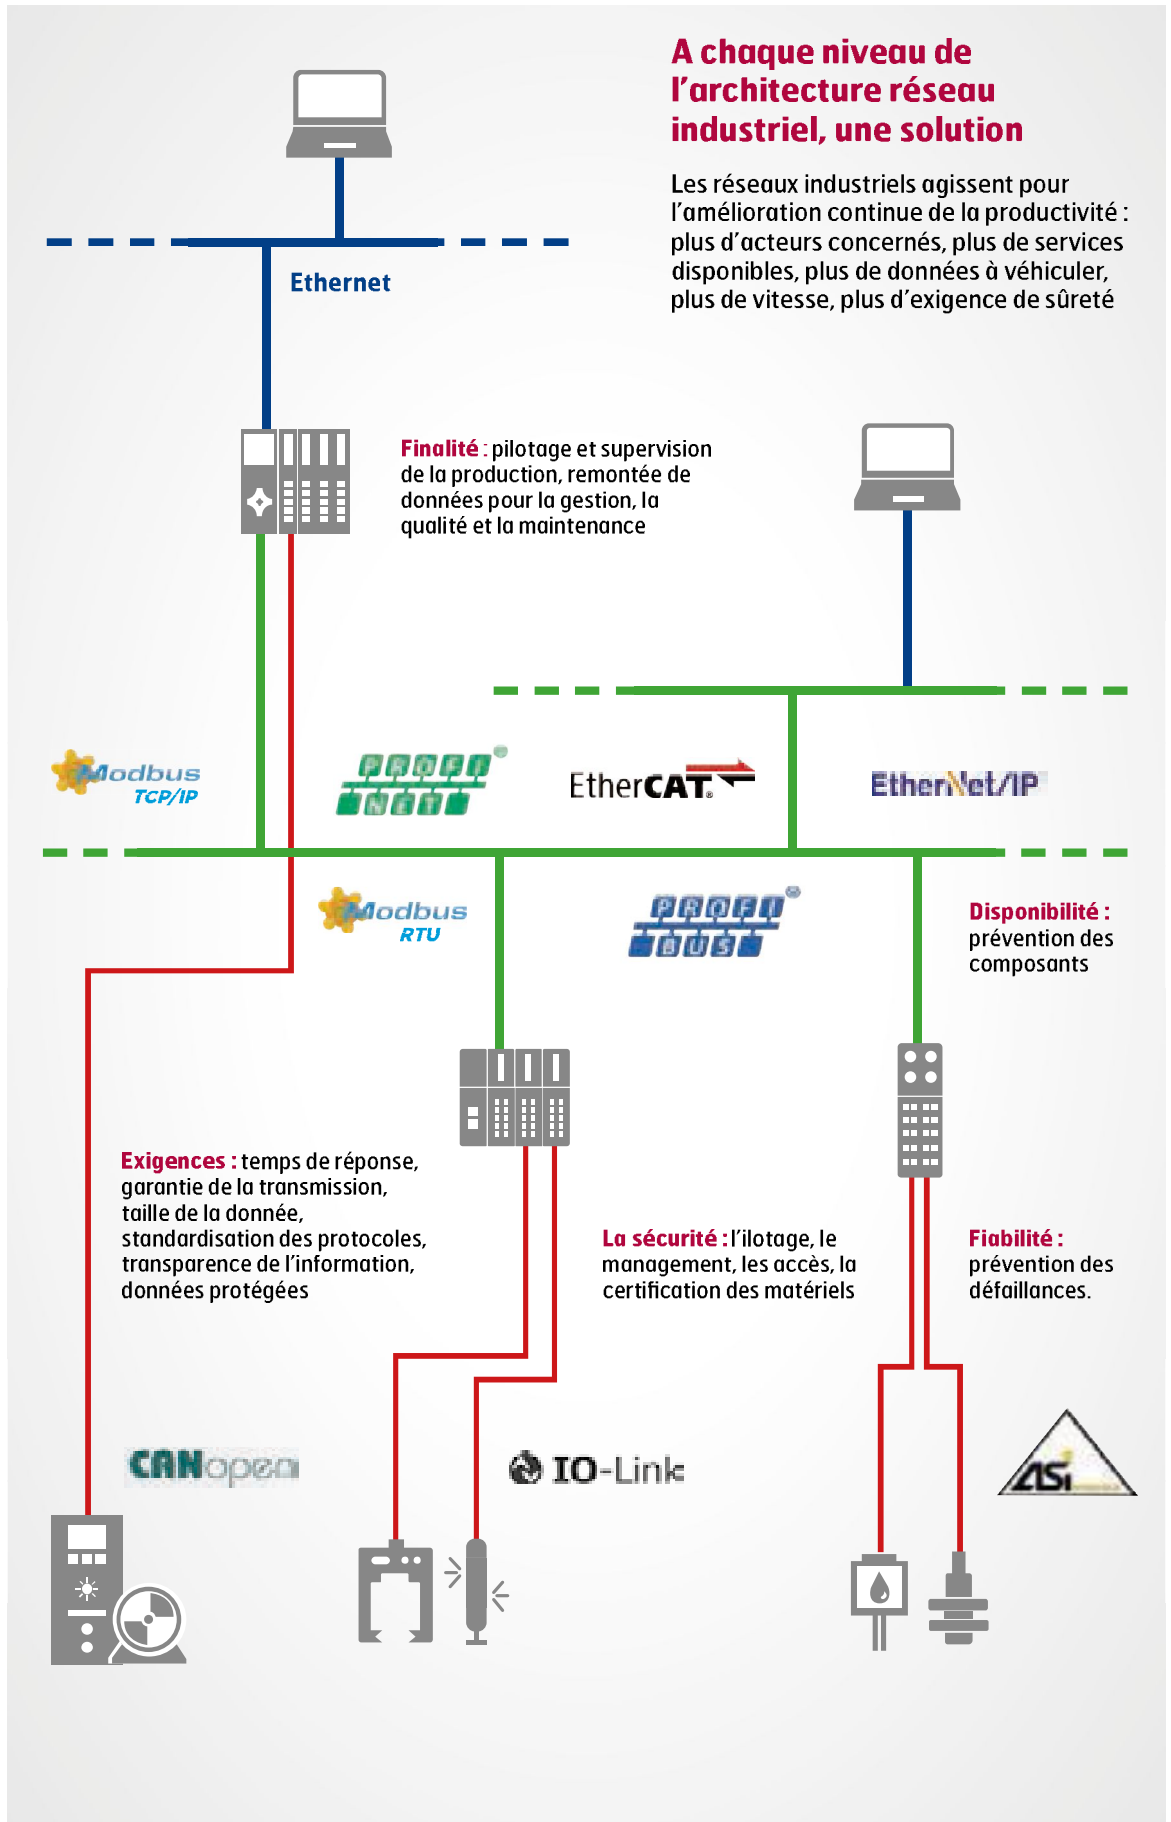 A chaque niveau de
l'architecture réseau
industriel, une solution
Les réseaux industriels agissent pour
l'amélioration continue de la productivité :
plus d'acteurs concernés, plus de services
disponibles, plus de données à véhiculer,
plus de vitesse, plus d'exigence de sûreté
Ethernet
Finalité : pilotage et supervision
de la production, remontée de
données pour la gestion, la
qualité et la maintenance
Modbus
TCP/IP
PROFI
NET
EtherCAT®
EtherNet/IP
Modbus
RTU
PROFI
BUS
Disponibilité :
prévention des
composants
Exigences : temps de réponse,
garantie de la transmission,
taille de la donnée,
standardisation des protocoles,
transparence de l'information,
données protégées
La sécurité : l'ilotage, le
management, les accès, la
certification des matériels
Fiabilité :
prévention des
défaillances.
CANopen
IO-Link
ASi